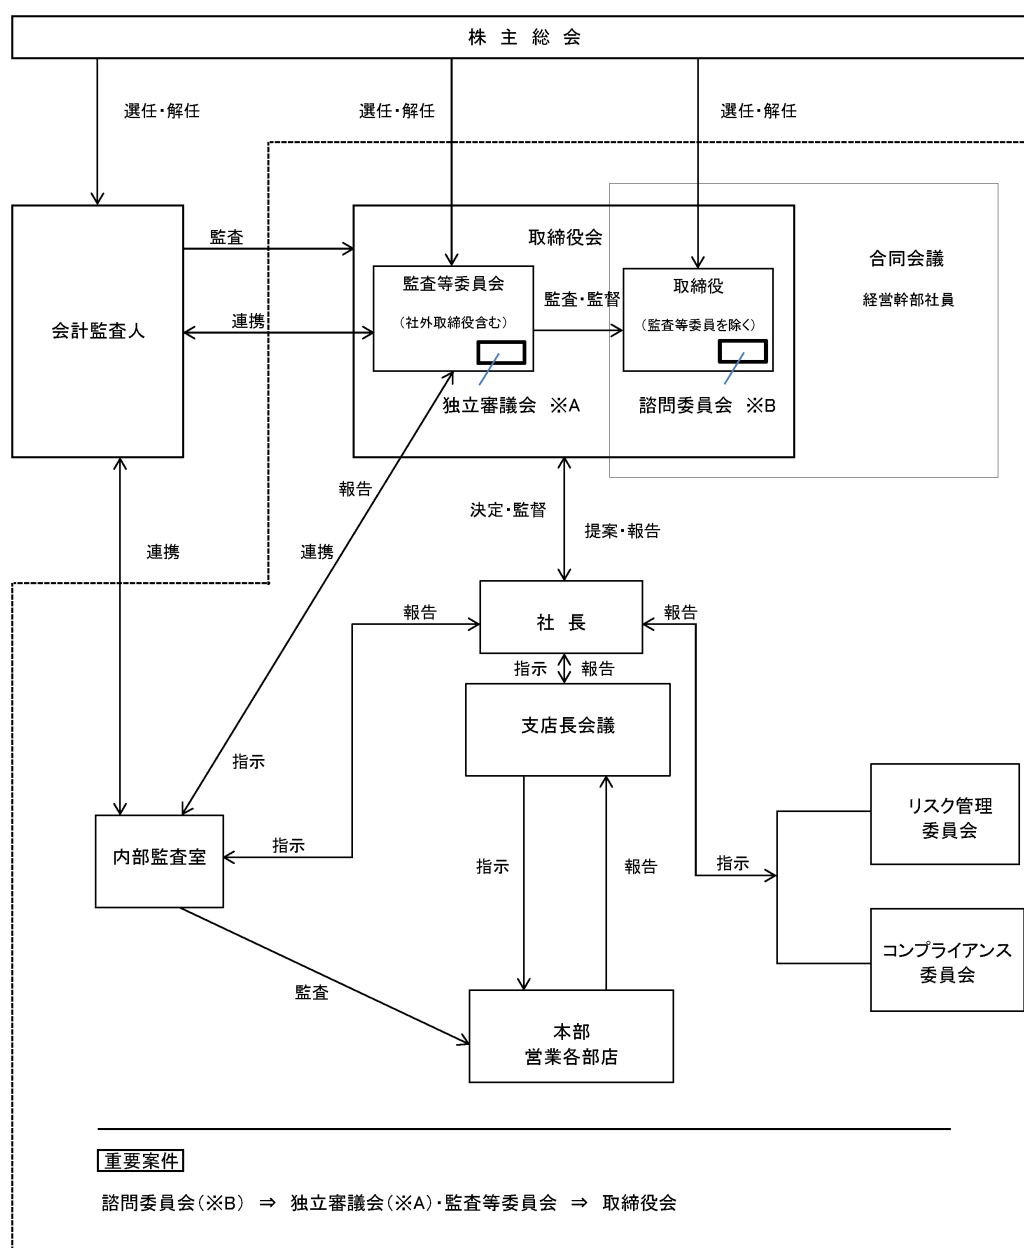 株 主 総 会
選任・解任
選任・解任
選任・解任
監査
取締役会
合同会議
経営幹部社員
監査等委員会
(社外取締役含む)
監査・監督
取締役
(監査等委員を除く)
会計監査人
連携
独立審議会 ※A
諮問委員会 ※B
報告
決定・監督
提案・報告
連携
連携
報告
社 長
報告
指示
報告
支店長会議
指示
リスク管理
委員会
内部監査室
指示
指示
報告
指示
コンプライアンス
委員会
監査
本部
営業各部店
重要案件
諮問委員会(※B) ⇒ 独立審議会(※A)・監査等委員会 ⇒ 取締役会